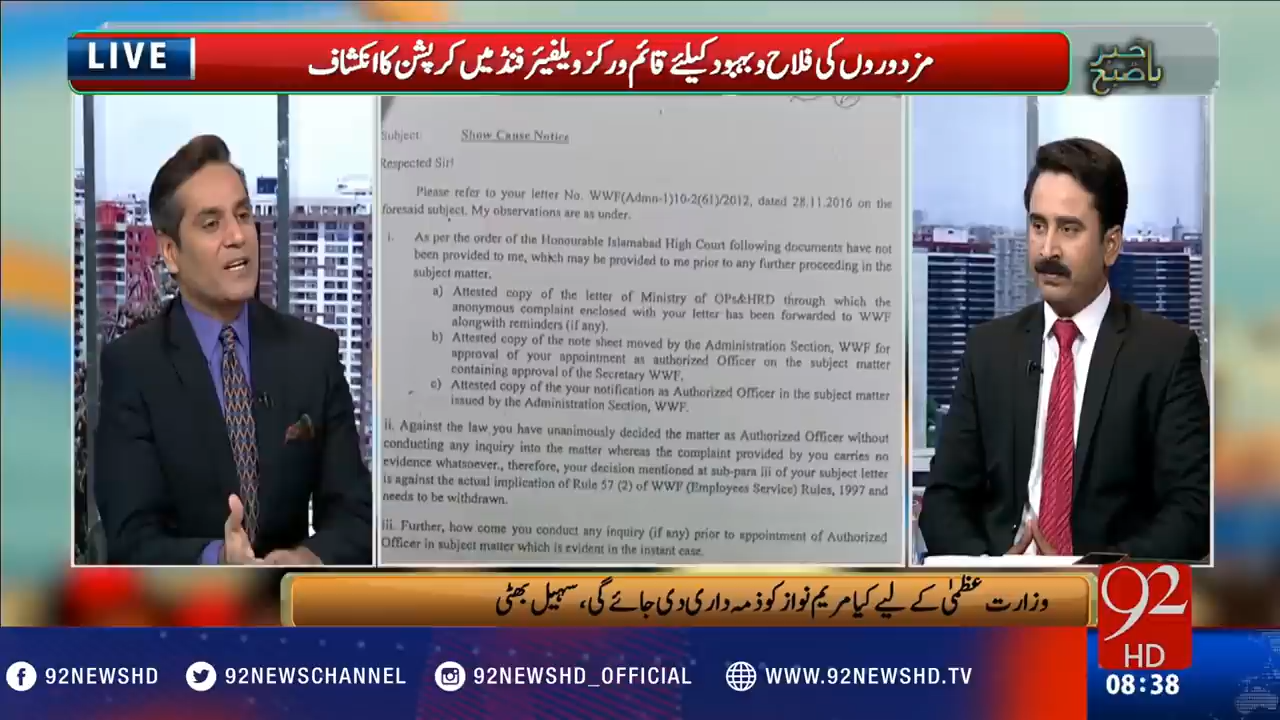 LIVE
مزدوروں کی فلاح و بہبود کیلئے قائم ورکرز ویلفیئر فنڈ میں کرپشن کا انکشاف
خبر
باصبح
Subject: Show Cause Notice
Respected Sir!
Please refer to your letter No. WWF(Admn-1)10-2(61)/2012, dated 28.11.2016 on the
foresaid subject. My observations are as under.
i. As per the order of the Honourable Islamabad High Court following documents have not
been provided to me, which may be provided to me prior to any further proceeding in the
subject matter.
a) Attested copy of the letter of Ministry of OPs&HRD through which the
anonymous complaint enclosed with your letter has been forwarded to WWF
alongwith reminders (if any).
b) Attested copy of the note sheet moved by the Administration Section, WWF for
approval of your appointment as authorized Officer on the subject matter
containing approval of the Secretary WWF.
c) Attested copy of the your notification as Authorized Officer in the subject matter
issued by the Administration Section, WWF.
ii. Against the law you have unanimously decided the matter as Authorized Officer without
conducting any inquiry into the matter whereas the complaint provided by you carries no
evidence whatsoever., therefore, your decision mentioned at sub-para iii of your subject letter
is against the actual implication of Rule 57 (2) of WWF (Employees Service) Rules, 1997 and
needs to be withdrawn.
iii. Further, how come you conduct any inquiry (if any) prior to appointment of Authorized
Officer in subject matter which is evident in the instant case.
وزارت عظمیٰ کے لیے کیا مریم نواز کو ذمہ داری دی جائے گی، سہیل بھٹی
92
HD
08:38
92NEWSHD
92NEWSCHANNEL
92NEWSHD_OFFICIAL
WWW.92NEWSHD.TV